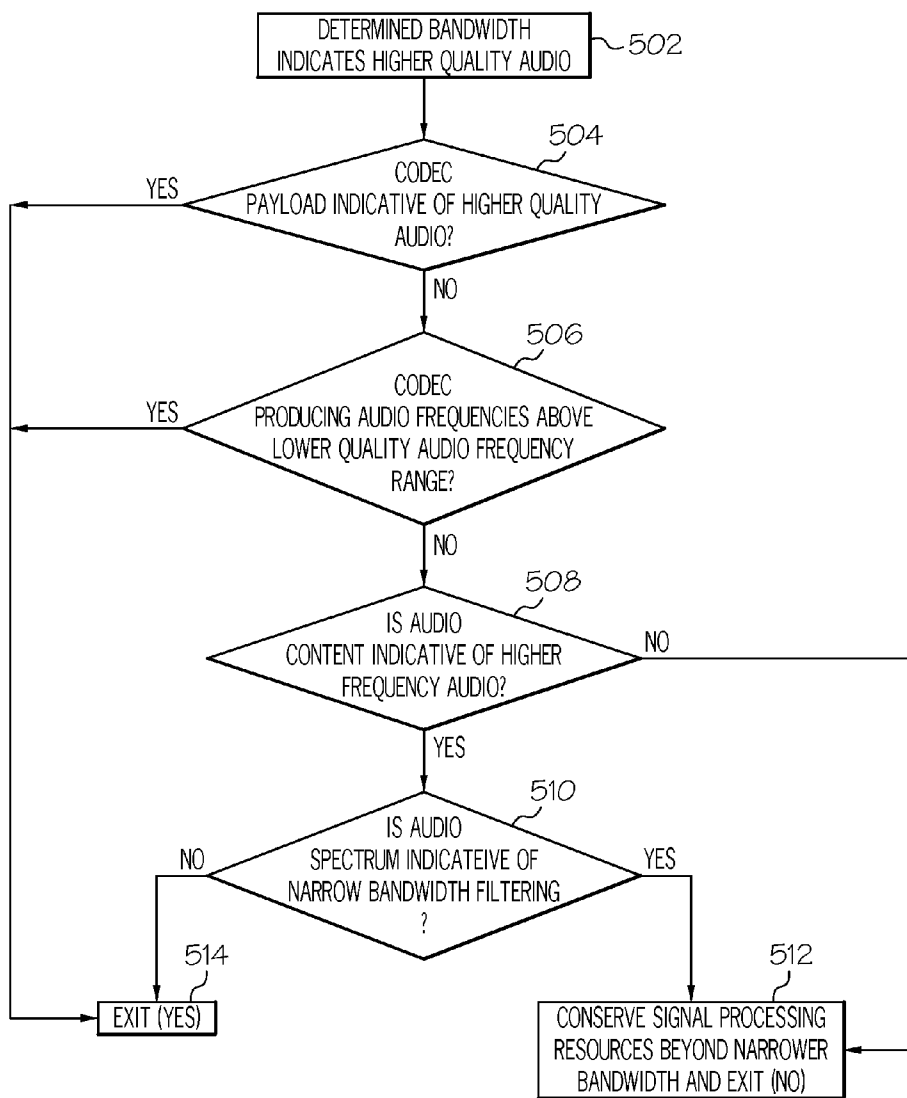 DETERMINED BANDWIDTH
INDICATES HIGHER QUALITY AUDIO
502
504
CODEC
PAYLOAD INDICATIVE OF HIGHER QUALITY
AUDIO?
YES
NO
506
CODEC
PRODUCING AUDIO FREQUENCIES ABOVE
LOWER QUALITY AUDIO FREQUENCY
RANGE?
YES
NO
508
IS AUDIO
CONTENT INDICATIVE OF HIGHER
FREQUENCY AUDIO?
NO
YES
510
IS AUDIO
SPECTRUM INDICATEIVE OF
NARROW BANDWIDTH FILTERING
?
NO
YES
514
EXIT (YES)
512
CONSERVE SIGNAL PROCESSING
RESOURCES BEYOND NARROWER
BANDWIDTH AND EXIT (NO)